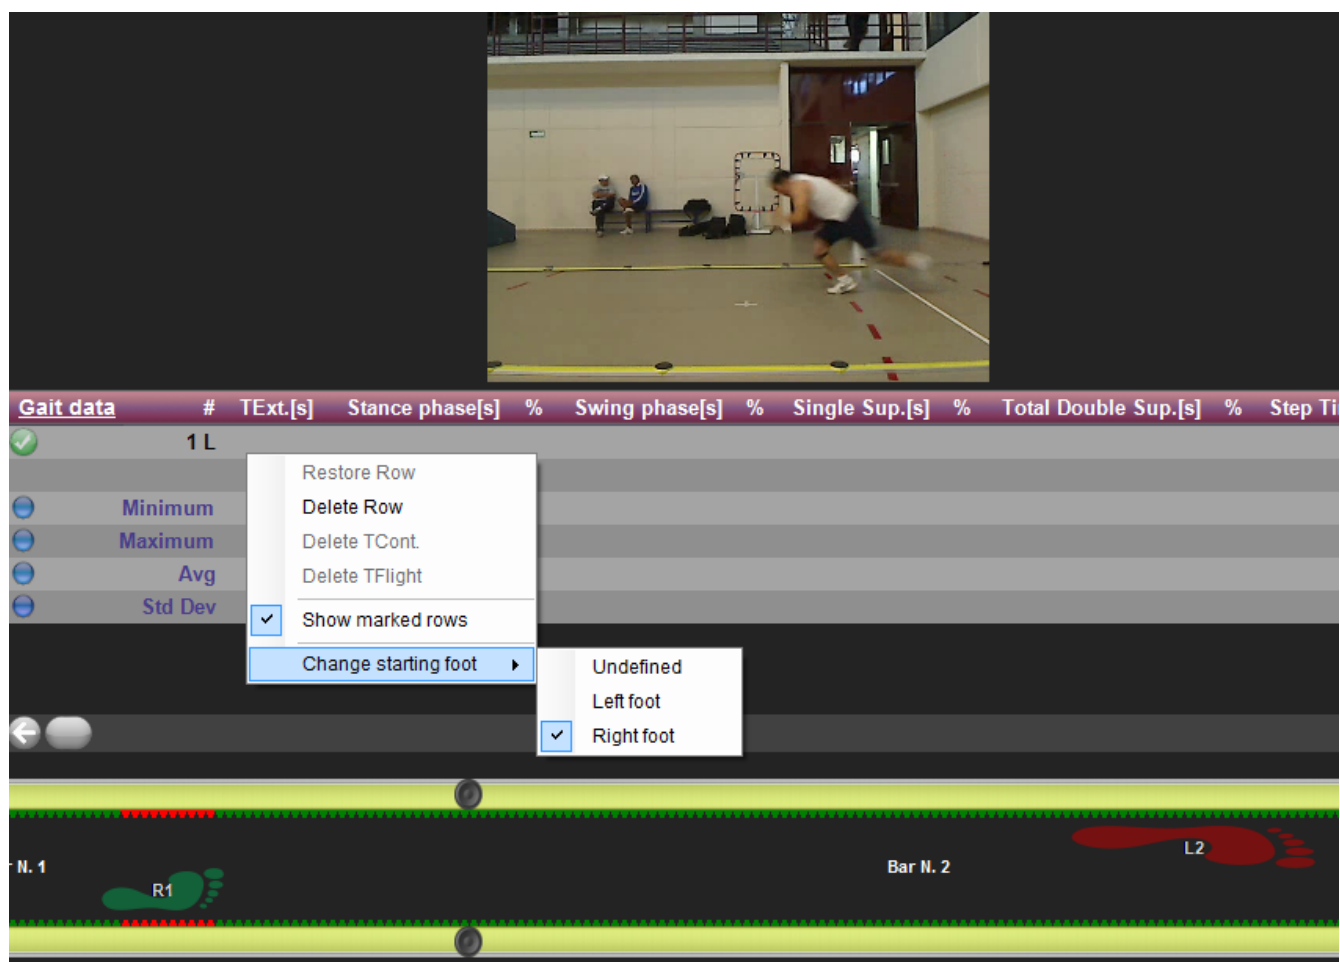 Gait data # TExt.[s] Stance phase[s] % Swing phase[s] % Single Sup.[s] % Total Double Sup.[s] % Step Ti
1 L
Restore Row
Minimum Delete Row
Maximum Delete TCont.
Avg Delete TFlight
Std Dev Show marked rows
Change starting foot
Undefined
Left foot
Right foot
L2
N. 1 Bar N. 2
R1